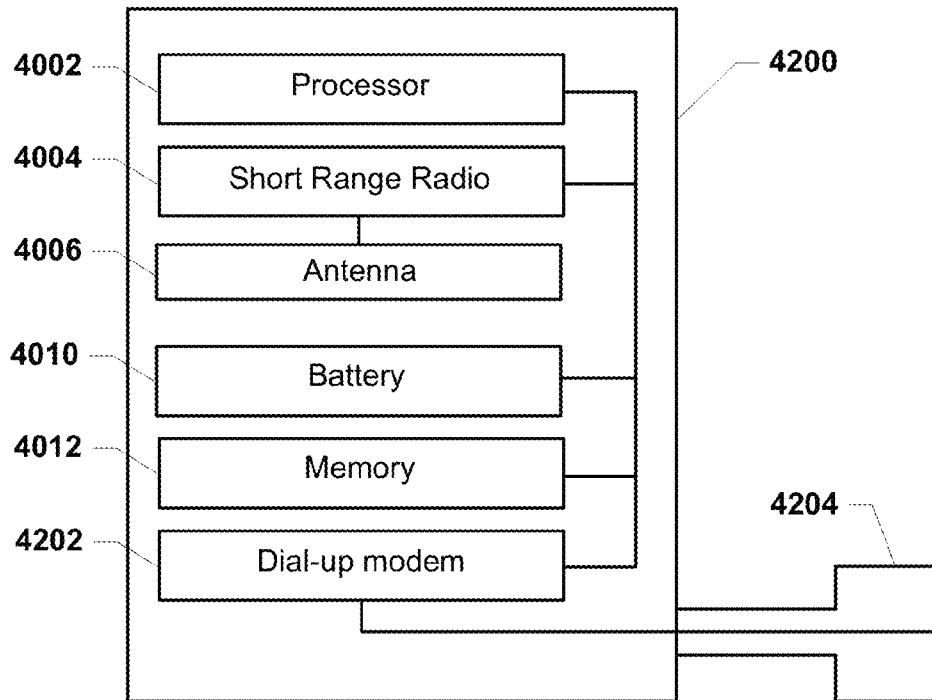 4002
Processor
4200
4004
Short Range Radio
4006
Antenna
4010
Battery
4012
Memory
4204
4202
Dial-up modem